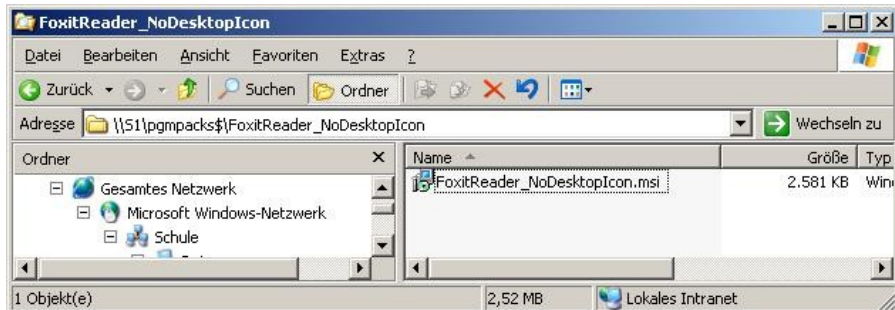 FoxitReader_NoDesktopIcon
Datei Bearbeiten Ansicht Favoriten Extras ?
Zurück Suchen Ordner
Adresse \\S1\pgmpacks$\FoxitReader_NoDesktopIcon Wechseln zu
Ordner x Name Größe Typ
Gesamtes Netzwerk FoxitReader_NoDesktopIcon.msi 2.581 KB Win
Microsoft Windows-Netzwerk
Schule
1 Objekt(e) 2,52 MB Lokales Intranet